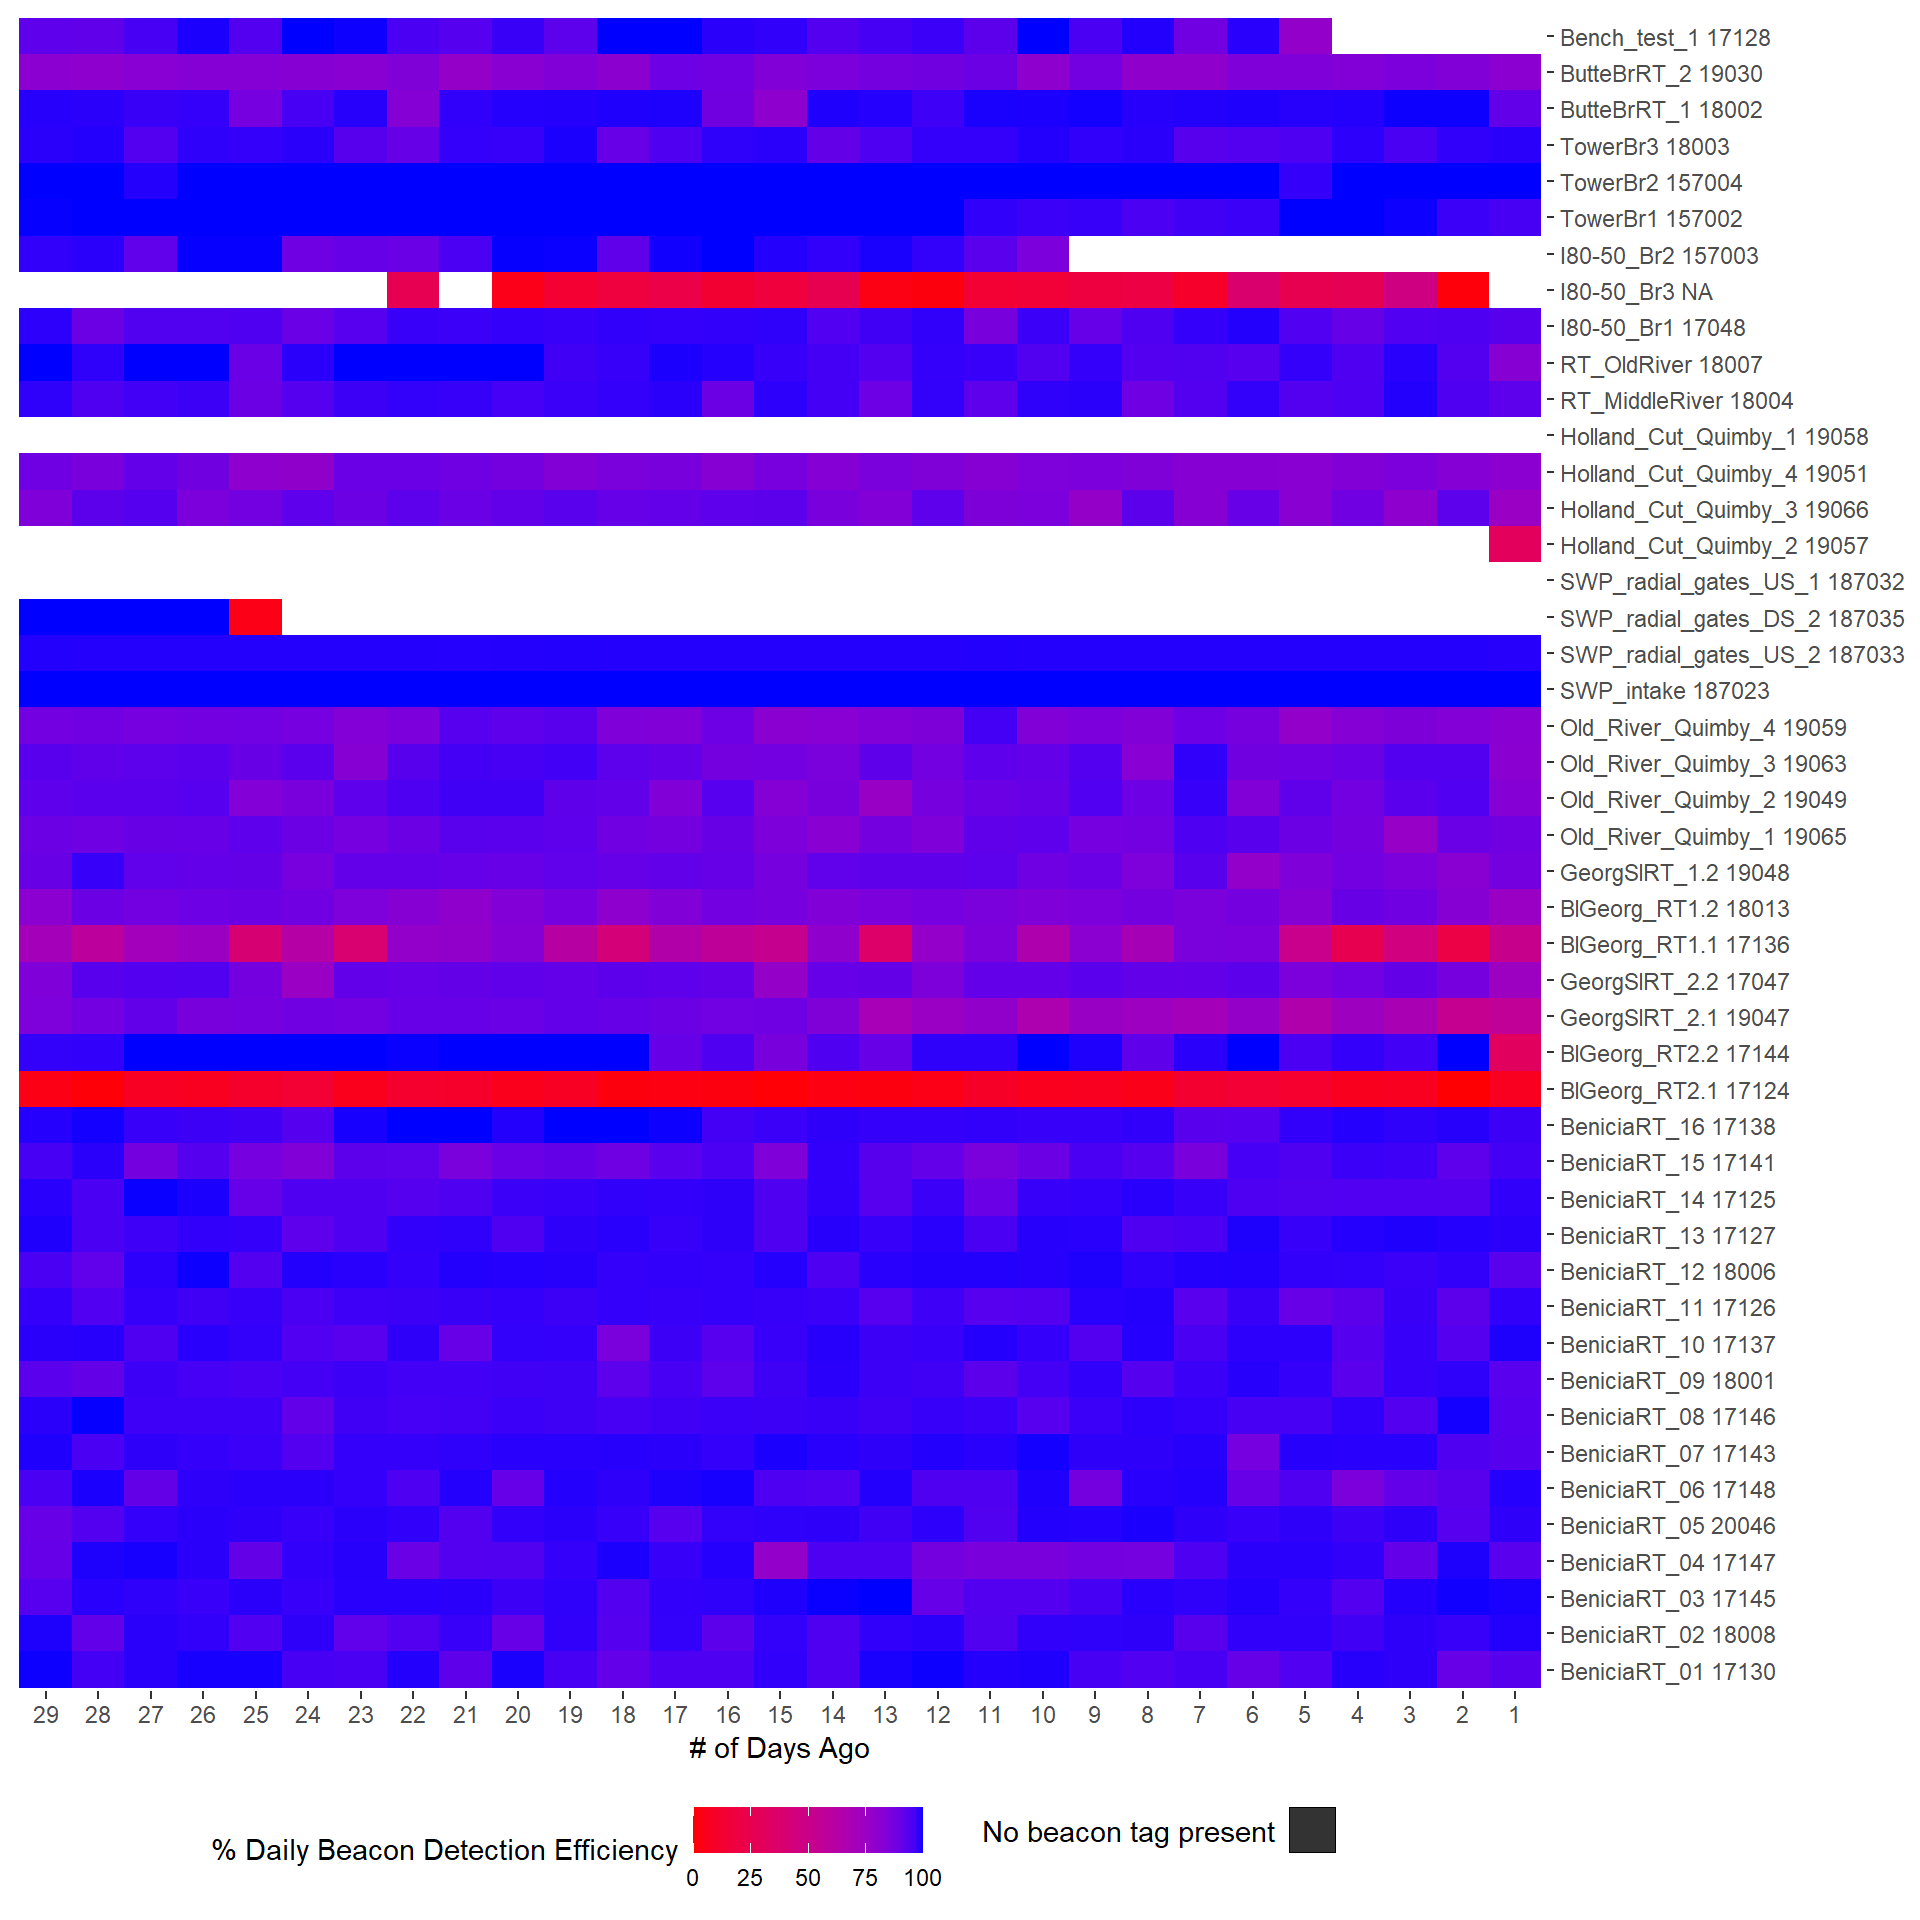 Bench_test_1 17128
ButteBrRT_2 19030
ButteBrRT_1 18002
TowerBr3 18003
TowerBr2 157004
TowerBr1 157002
I80-50_Br2 157003
I80-50_Br3 NA
I80-50_Br1 17048
RT_OldRiver 18007
RT_MiddleRiver 18004
Holland_Cut_Quimby_1 19058
Holland_Cut_Quimby_4 19051
Holland_Cut_Quimby_3 19066
Holland_Cut_Quimby_2 19057
SWP_radial_gates_US_1 187032
SWP_radial_gates_DS_2 187035
SWP_radial_gates_US_2 187033
SWP_intake 187023
Old_River_Quimby_4 19059
Old_River_Quimby_3 19063
Old_River_Quimby_2 19049
Old_River_Quimby_1 19065
GeorgSlRT_1.2 19048
BlGeorg_RT1.2 18013
BlGeorg_RT1.1 17136
GeorgSlRT_2.2 17047
GeorgSlRT_2.1 19047
BlGeorg_RT2.2 17144
BlGeorg_RT2.1 17124
BeniciaRT_16 17138
BeniciaRT_15 17141
BeniciaRT_14 17125
BeniciaRT_13 17127
BeniciaRT_12 18006
BeniciaRT_11 17126
BeniciaRT_10 17137
BeniciaRT_09 18001
BeniciaRT_08 17146
BeniciaRT_07 17143
BeniciaRT_06 17148
BeniciaRT_05 20046
BeniciaRT_04 17147
BeniciaRT_03 17145
BeniciaRT_02 18008
BeniciaRT_01 17130
29 28 27 26 25 24 23 22 21 20 19 18 17 16 15 14 13 12 11 10 9 8 7 6 5 4 3 2 1
# of Days Ago
% Daily Beacon Detection Efficiency
0 25 50 75 100
No beacon tag present